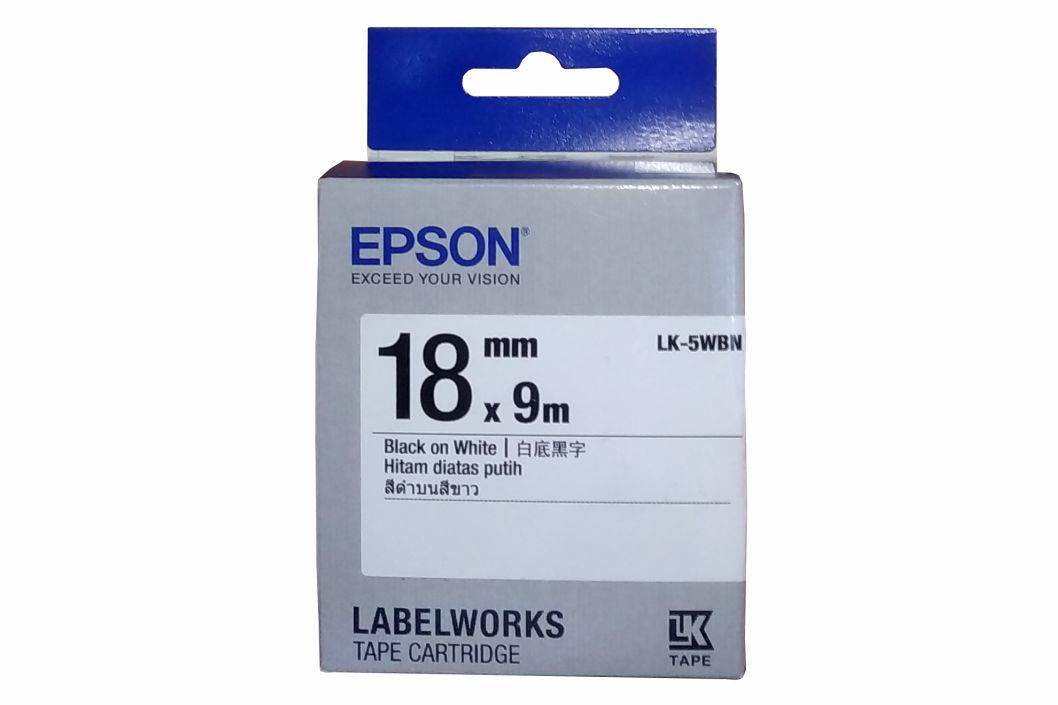 EPSON®
EXCEED YOUR VISION
18 mm x 9m
LK-5WBN
Black on White | 白底黑字
Hitam diatas putih
สีดำบนสีขาว
LABELWORKS
TAPE CARTRIDGE
LK
TAPE